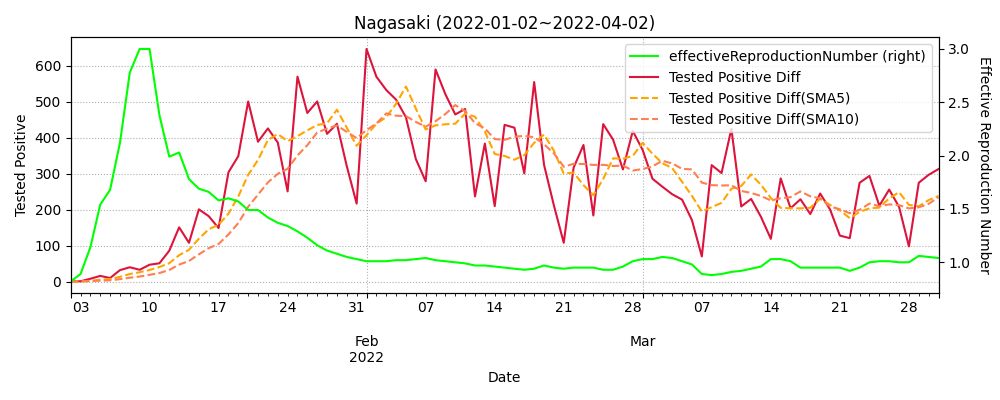 Nagasaki (2022-01-02~2022-04-02)
effectiveReproductionNumber (right)
Tested Positive Diff
Tested Positive Diff(SMA5)
Tested Positive Diff(SMA10)
Tested Positive
600
500
400
300
200
100
0
3.0
2.5
2.0
1.5
1.0
Effective Reproduction Number
03 10 17 24 31 07 14 21 28 07 14 21 28
Feb Mar
2022
Date